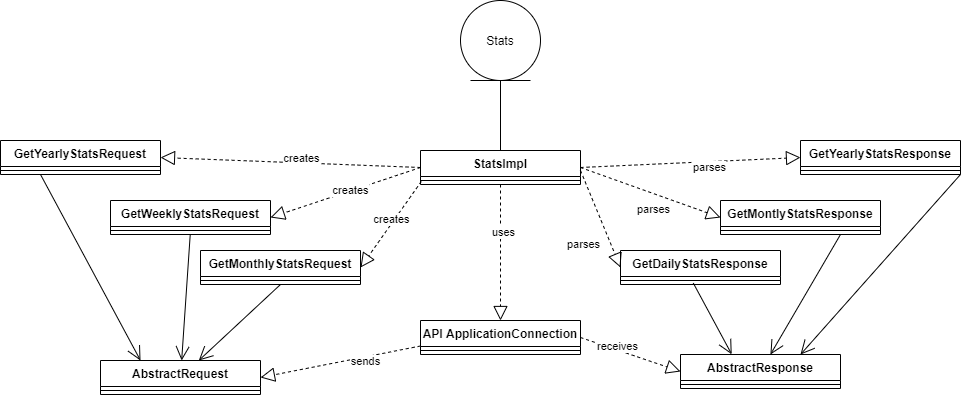 Stats
GetYearlyStatsRequest
creates
StatsImpl
parses
GetYearlyStatsResponse
creates
GetWeeklyStatsRequest
creates
parses
GetMontlyStatsResponse
uses
parses
GetMonthlyStatsRequest
GetDailyStatsResponse
API ApplicationConnection
receives
sends
AbstractRequest
AbstractResponse